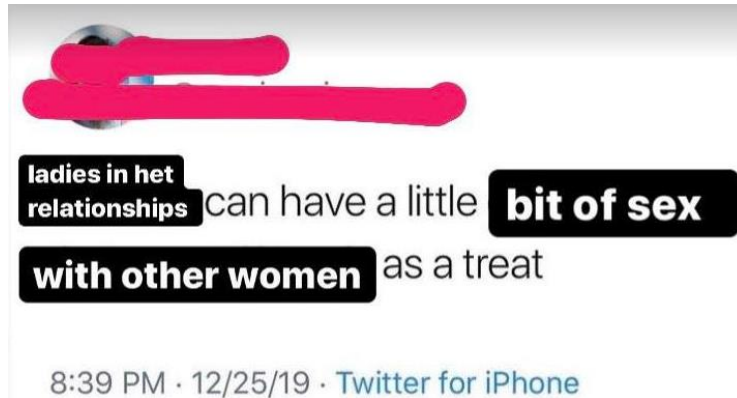 ladies in het
relationships can have a little bit of sex
with other women as a treat
8:39 PM · 12/25/19 · Twitter for iPhone